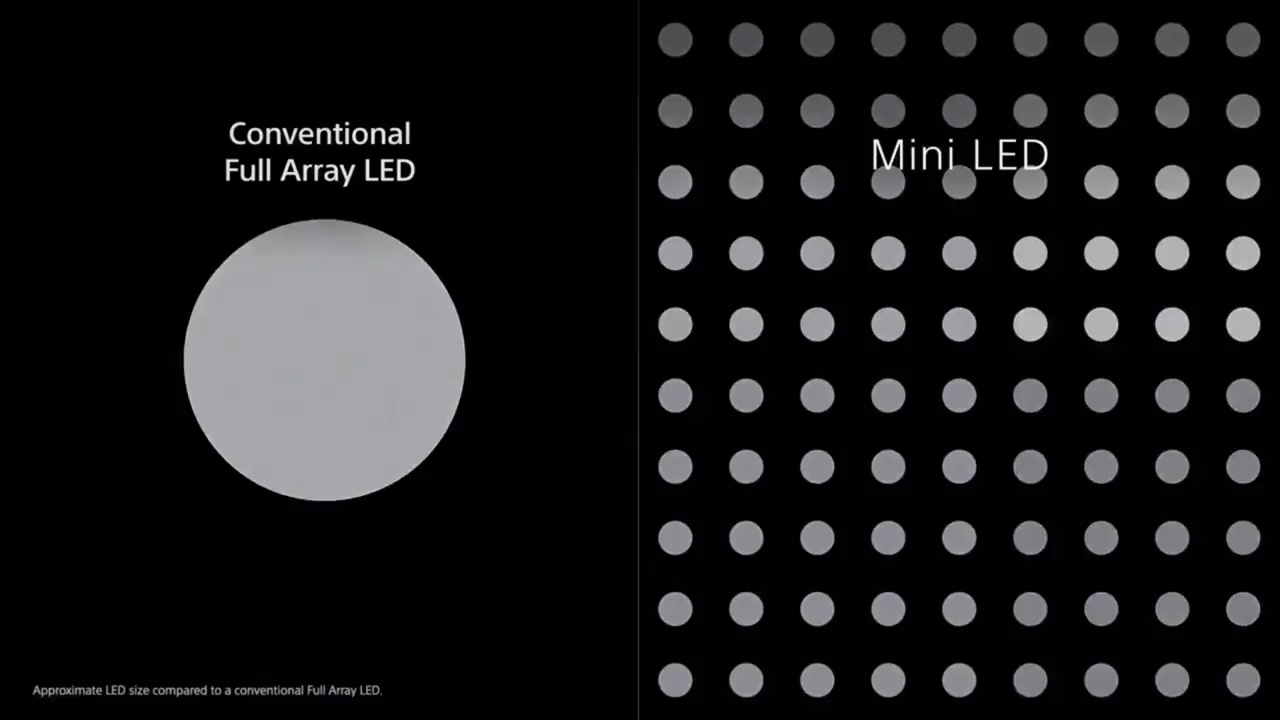 Conventional
Full Array LED
Mini LED
Approximate LED size compared to a conventional Full Array LED.